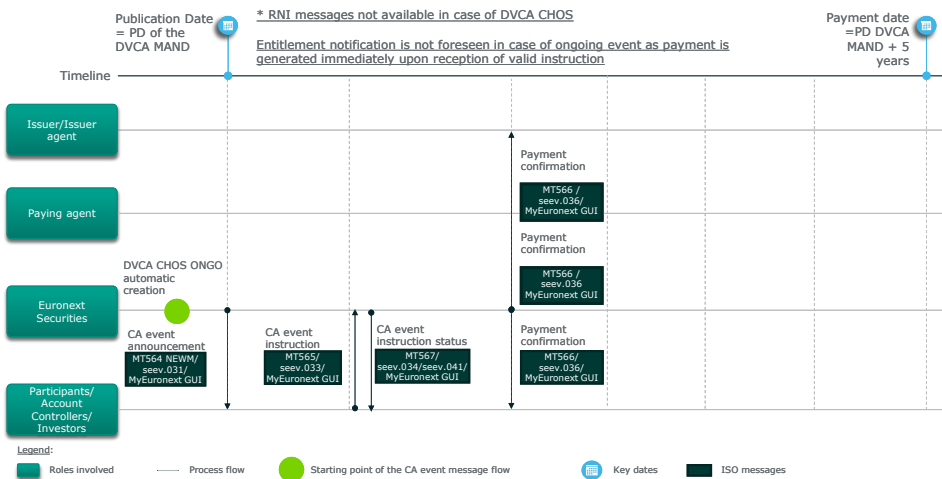 Publication Date
= PD of the
DVCA MAND
* RNI messages not available in case of DVCA CHOS
Entitlement notification is not foreseen in case of ongoing event as payment is
generated immediately upon reception of valid instruction
Payment date
=PD DVCA
MAND + 5
years
Timeline
Issuer/Issuer
agent
Payment
confirmation
MT566 /
seev.036/
MyEuronext GUI
Paying agent
Payment
confirmation
MT566 /
seev.036
MyEuronext GUI
DVCA CHOS ONGO
automatic
creation
Euronext
Securities
CA event
announcement
MT564 NEWM/
seev.031/
MyEuronext GUI
CA event
instruction
MT565/
seev.033/
MyEuronext GUI
CA event
instruction status
MT567/
seev.034/seev.041/
MyEuronext GUI
Payment
confirmation
MT566/
seev.036/
MyEuronext GUI
Participants/
Account
Controllers/
Investors
Legend:
Roles involved
Process flow
Starting point of the CA event message flow
Key dates
ISO messages